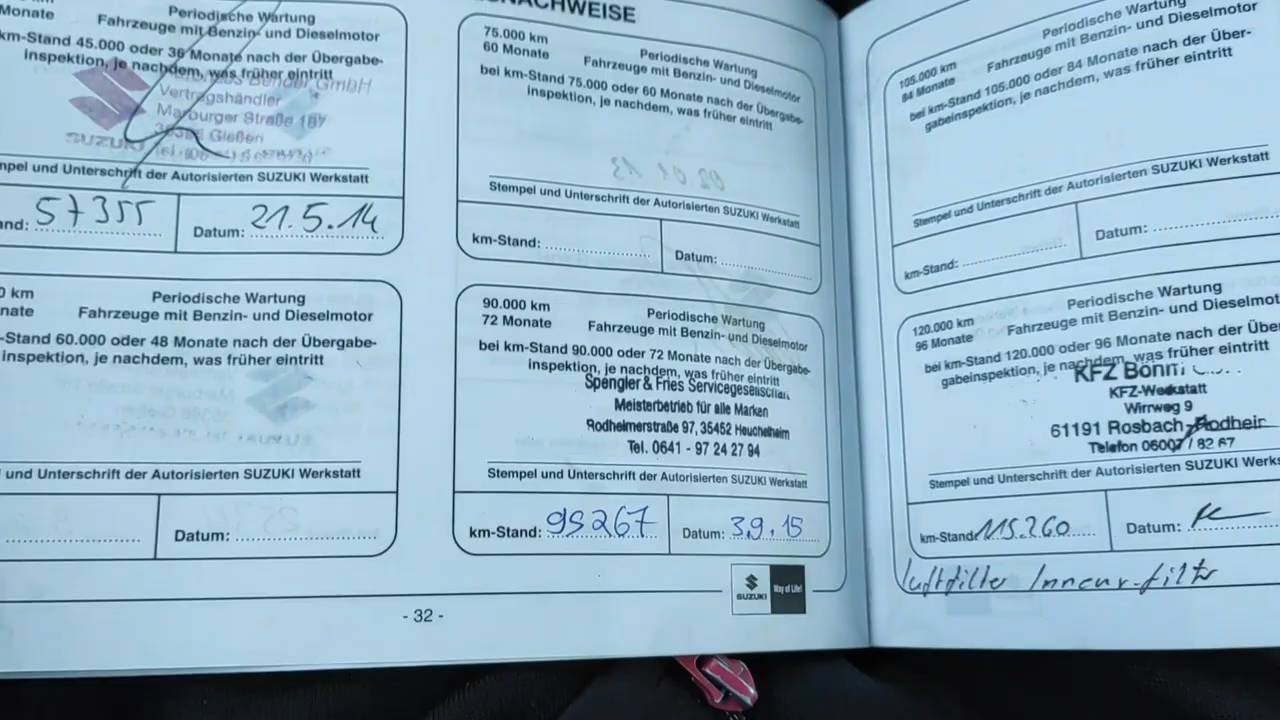 NACHWEISE
Monate
Periodische Wartung
Fahrzeuge mit Benzin- und Dieselmotor
km-Stand 45.000 oder 36 Monate nach der Übergabe-
inspektion, je nachdem, was früher eintritt
GmbH
Vertragshändler
Marburger Straße 187
Gießen
SUZUKI
Stempel und Unterschrift der Autorisierten SUZUKI Werkstatt
57355
Datum: 21.5.14
km
Periodische Wartung
Fahrzeuge mit Benzin- und Dieselmotor
-Stand 60.000 oder 48 Monate nach der Übergabe-
inspektion, je nachdem, was früher eintritt
und Unterschrift der Autorisierten SUZUKI Werkstatt
Datum:
75.000 km
60 Monate
Periodische Wartung
Fahrzeuge mit Benzin- und Dieselmotor
bei km-Stand 75.000 oder 60 Monate nach der Übergabe-
inspektion, je nachdem, was früher eintritt
Stempel und Unterschrift der Autorisierten SUZUKI Werkstatt
km-Stand:
Datum:
90.000 km
72 Monate
Periodische Wartung
Fahrzeuge mit Benzin- und Dieselmotor
bei km-Stand 90.000 oder 72 Monate nach der Übergabe-
inspektion, je nachdem, was früher eintritt
Spengler & Fries Servicegesellschaft
Meisterbetrieb für alle Marken
Rodheimerstraße 97, 35452 Heuchelheim
Tel. 0641 - 97 24 27 94
Stempel und Unterschrift der Autorisierten SUZUKI Werkstatt
km-Stand: 99267
Datum: 3.9.15
SUZUKI
Way of Life!
- 32 -
105.000 km
84 Monate
Periodische Wartung
Fahrzeuge mit Benzin- und Dieselmotor
bei km-Stand 105.000 oder 84 Monate nach der Über-
gabeinspektion, je nachdem, was früher eintritt
Stempel und Unterschrift der Autorisierten SUZUKI Werkstatt
km-Stand:
Datum:
120.000 km
96 Monate
Periodische Wartung
Fahrzeuge mit Benzin- und Dieselmot
bei km-Stand 120.000 oder 96 Monate nach der Über
gabeinspektion, je nachdem, was früher eintritt
KFZ
KFZ-Werkstatt
Wirrweg 9
61191 Rosbach-Rodheim
Telefon 06007 / 82 67
Stempel und Unterschrift der Autorisierten SUZUKI Werks
km-Stand: 115.260
Datum:
luftfilter Innenr.filter